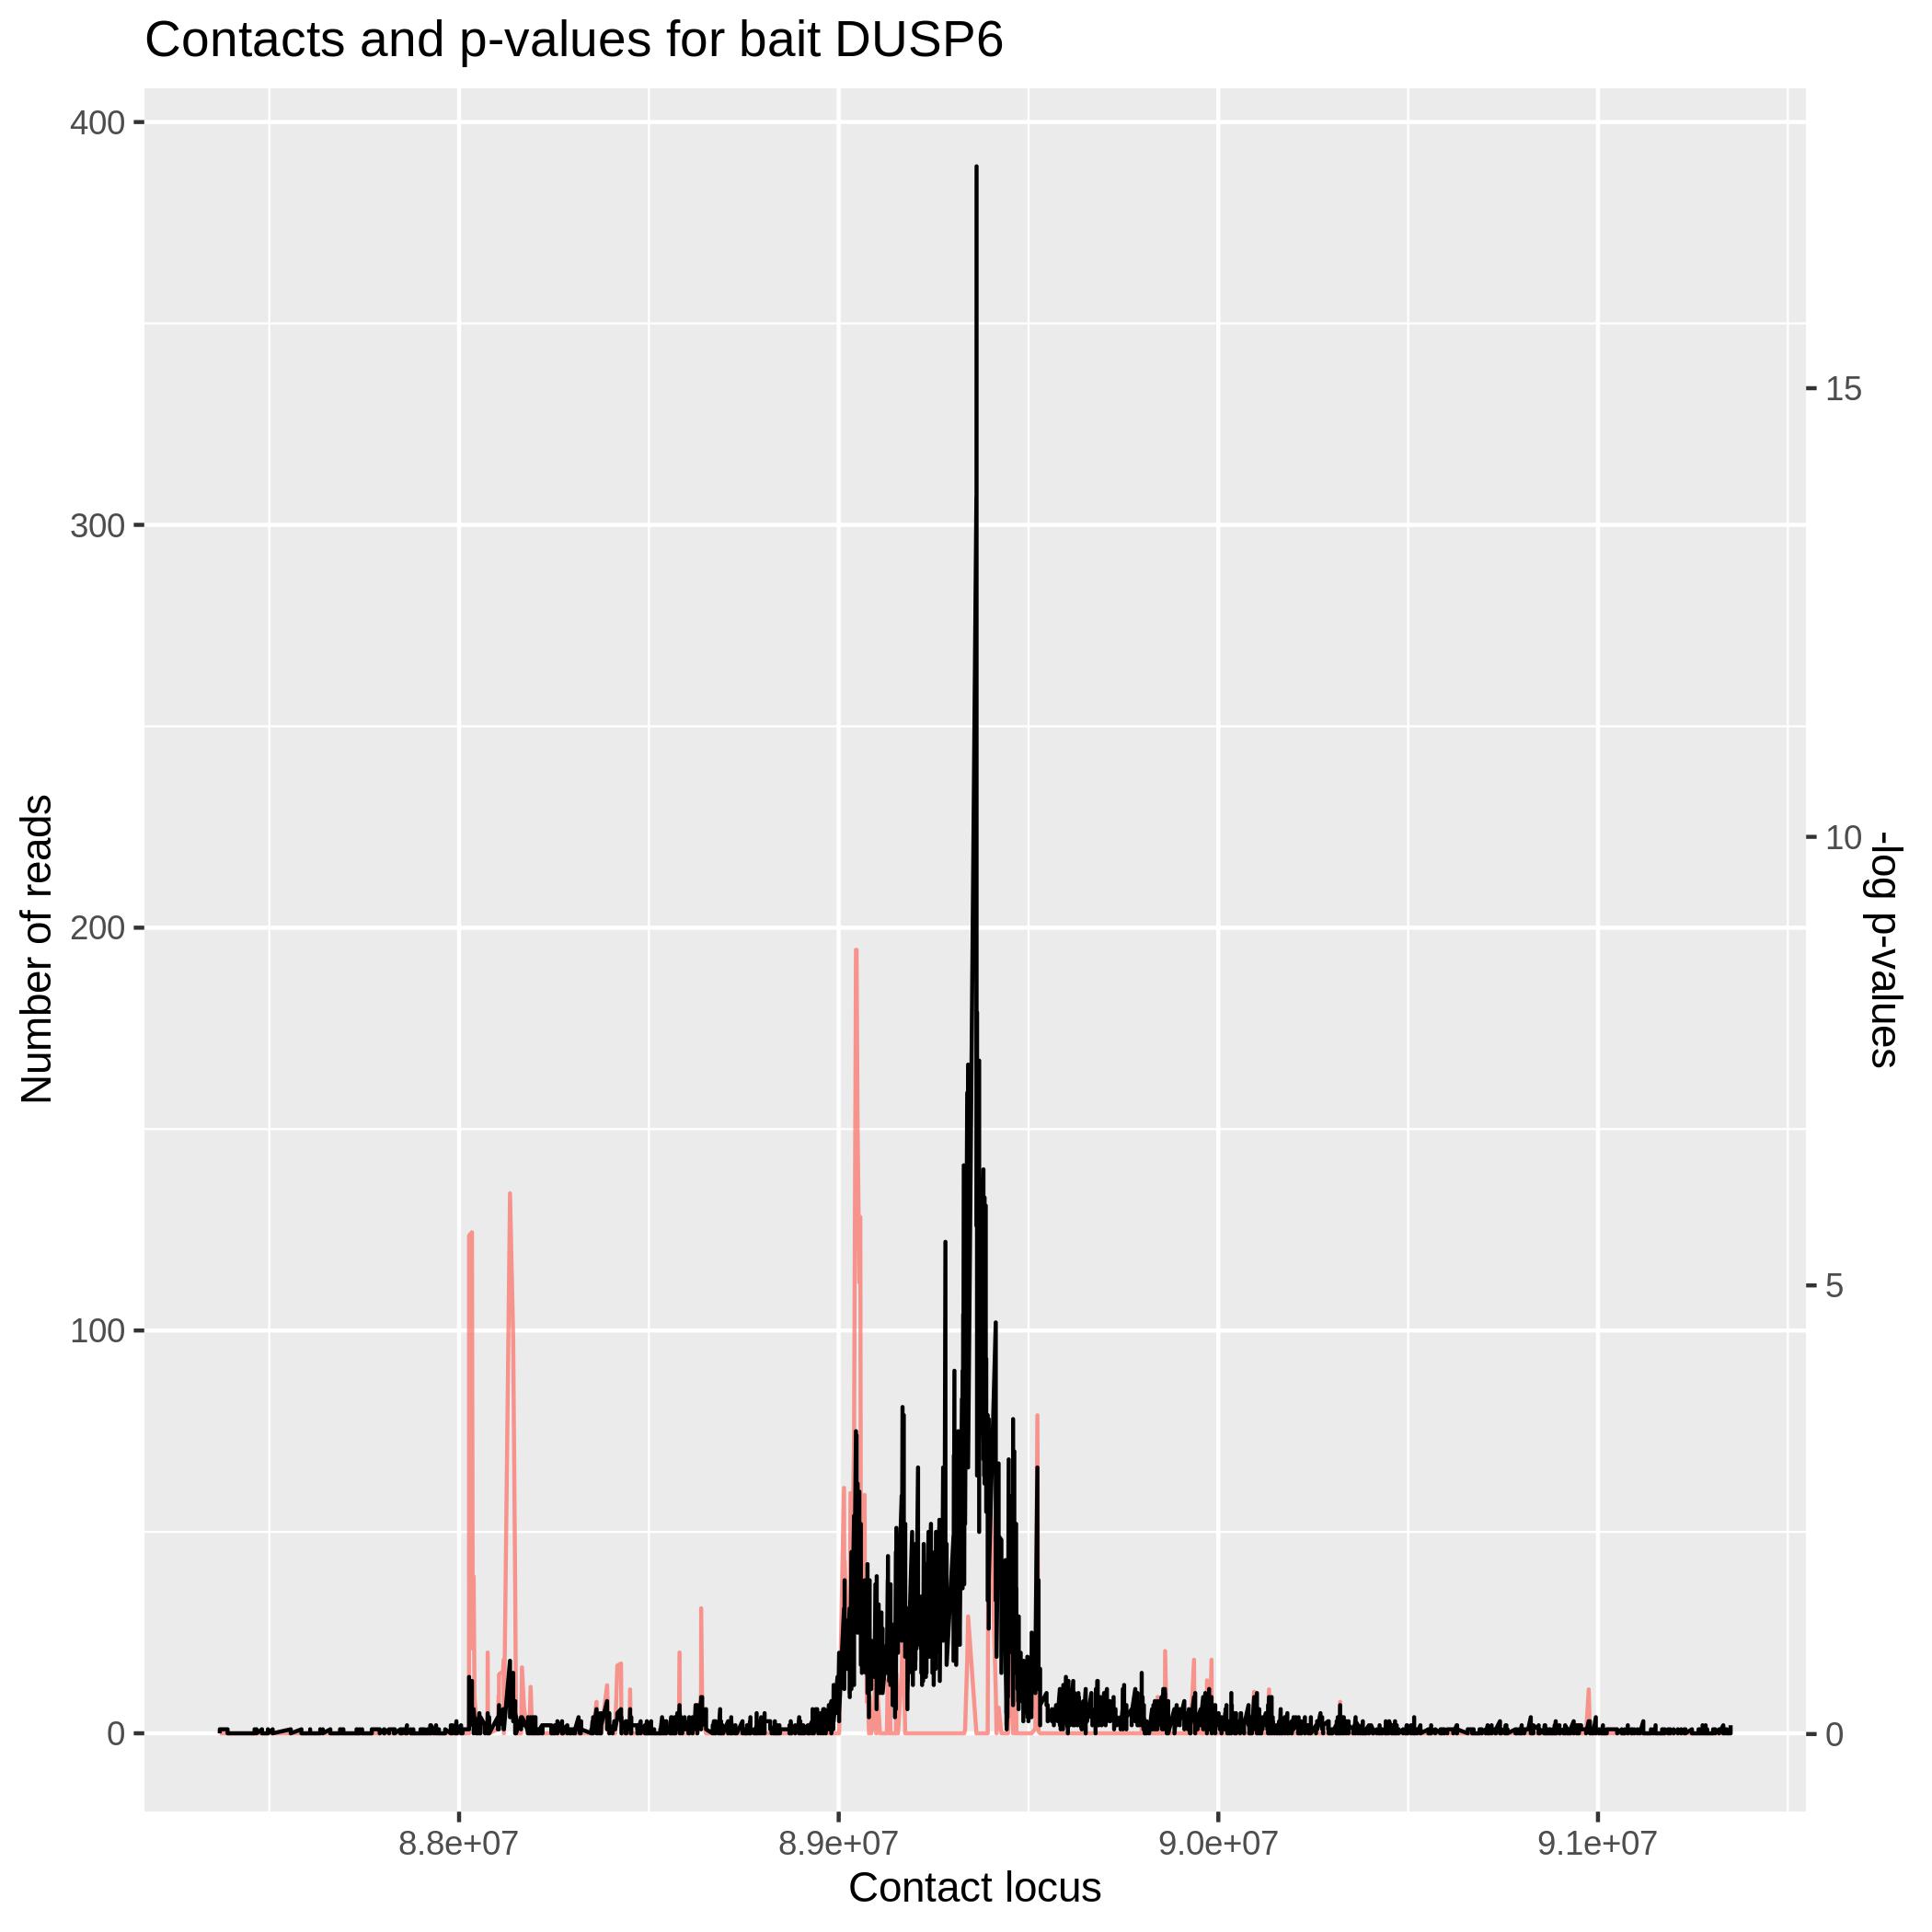 Contacts and p-values for bait DUSP6
400
300
200
100
0
Number of reads
15
10
5
0
-log p-values
8.8e+07
8.9e+07
9.0e+07
9.1e+07
Contact locus